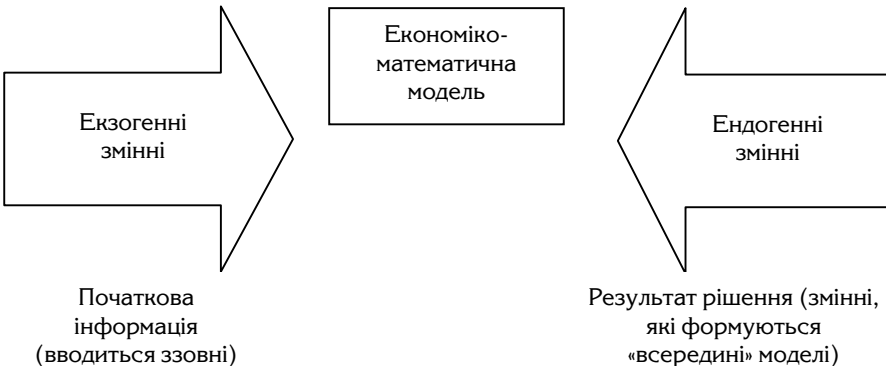 Економіко-
математична
модель
Екзогенні
змінні
Ендогенні
змінні
Початкова
інформація
(вводиться ззовні)
Результат рішення (змінні,
які формуються
«всередині» моделі)